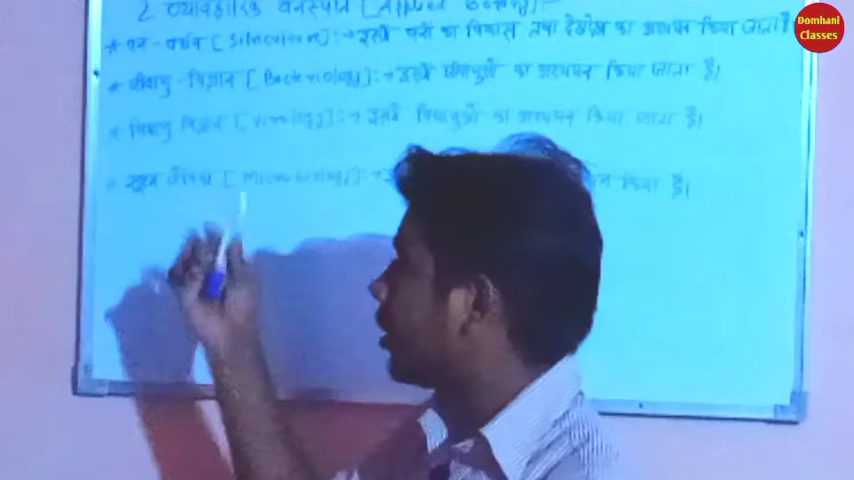 2 व्यावहारिक वनस्पति [Applied Botany]:-
* वन-वर्धन [Silviculture]:→ इसमें वनों का विकास तथा देखरेख का अध्ययन किया जाता है।
* जीवाणु-विज्ञान [Bacteriology]:→ इसमें जीवाणुओं का अध्ययन किया जाता है।
* विषाणु विज्ञान [Virology]:→ इसमें विषाणुओं का अध्ययन किया जाता है।
* सूक्ष्म [Microbiology]:→ किया है।
Domhani
Classes